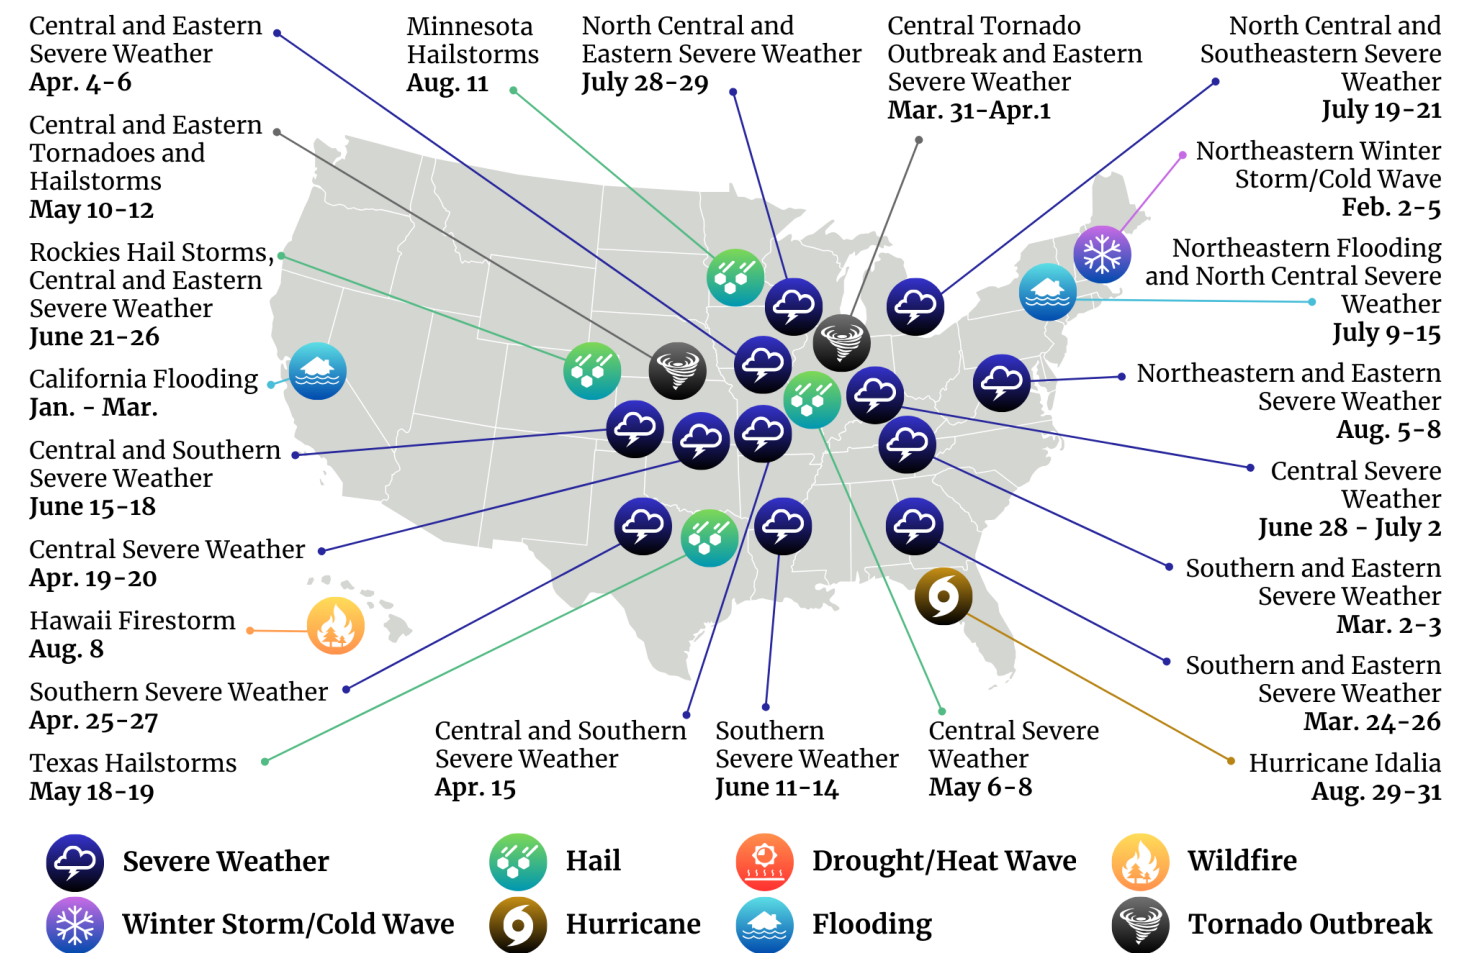 Central and Eastern
Severe Weather
Apr. 4-6
Minnesota
Hailstorms
Aug. 11
North Central and
Eastern Severe Weather
July 28-29
Central Tornado
Outbreak and Eastern
Severe Weather
Mar. 31-Apr.1
North Central and
Southeastern Severe
Weather
July 19-21
Central and Eastern
Tornadoes and
Hailstorms
May 10-12
Northeastern Winter
Storm/Cold Wave
Feb. 2-5
Rockies Hail Storms,
Central and Eastern
Severe Weather
June 21-26
Northeastern Flooding
and North Central Severe
Weather
July 9-15
California Flooding
Jan. - Mar.
Northeastern and Eastern
Severe Weather
Aug. 5-8
Central and Southern
Severe Weather
June 15-18
Central Severe
Weather
June 28 - July 2
Central Severe Weather
Apr. 19-20
Southern and Eastern
Severe Weather
Mar. 2-3
Hawaii Firestorm
Aug. 8
Southern Severe Weather
Apr. 25-27
Southern and Eastern
Severe Weather
Mar. 24-26
Texas Hailstorms
May 18-19
Central and Southern
Severe Weather
Apr. 15
Southern
Severe Weather
June 11-14
Central Severe
Weather
May 6-8
Hurricane Idalia
Aug. 29-31
Severe Weather
Hail
Drought/Heat Wave
Wildfire
Winter Storm/Cold Wave
Hurricane
Flooding
Tornado Outbreak